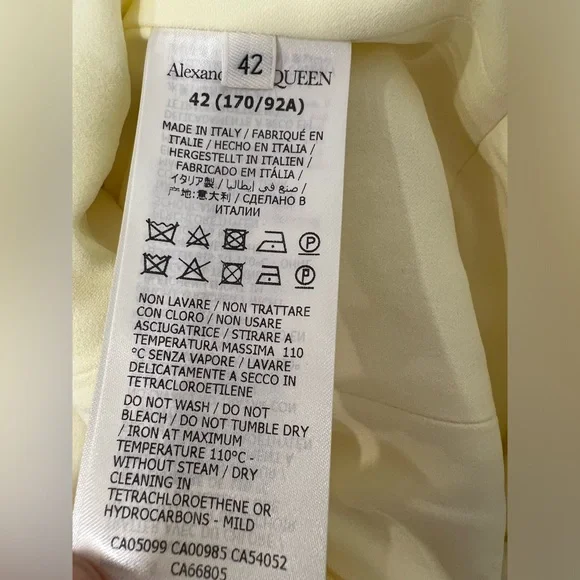 42
Alexan QUEEN
42 (170/92A)
MADE IN ITALY / FABRIQUÉ EN
ITALIE / HECHO EN ITALIA /
HERGESTELLT IN ITALIEN /
FABRICADO EM ITÁLIA /
イタリア製 / صنع في إيطاليا /
产地:意大利 / СДЕЛАНО В
ИТАЛИИ
P
P
NON LAVARE / NON TRATTARE
CON CLORO / NON USARE
ASCIUGATRICE / STIRARE A
TEMPERATURA MASSIMA 110
°C SENZA VAPORE / LAVARE
DELICATAMENTE A SECCO IN
TETRACLOROETILENE
DO NOT WASH / DO NOT
BLEACH / DO NOT TUMBLE DRY
/ IRON AT MAXIMUM
TEMPERATURE 110°C -
WITHOUT STEAM / DRY
CLEANING IN
TETRACHLOROETHENE OR
HYDROCARBONS - MILD
CA05099 CA00985 CA54052
CA66805